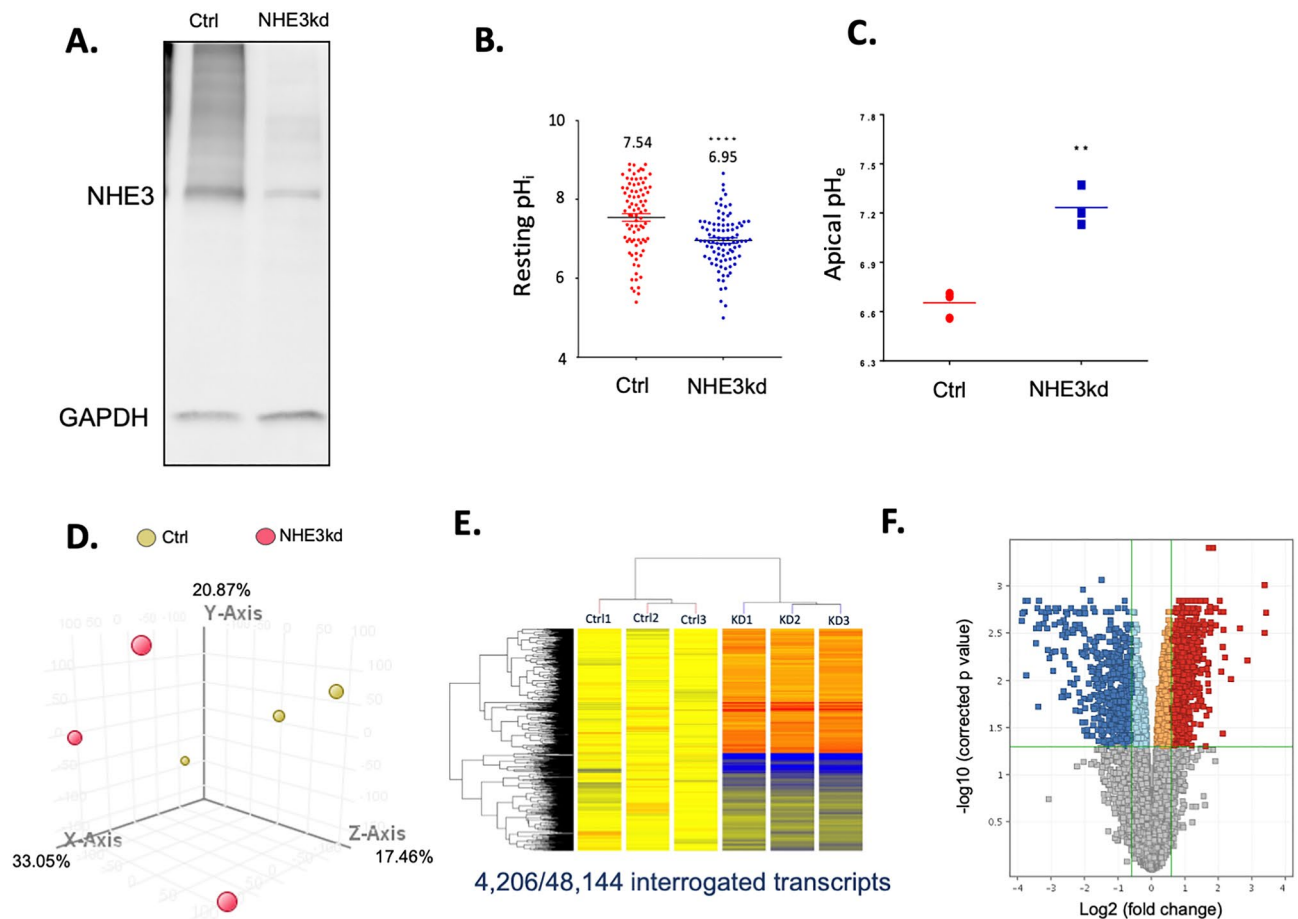 A.
Ctrl NHE3kd
NHE3
GAPDH
B.
Resting pHi
10
8
6
4
7.54
****
6.95
Ctrl NHE3kd
C.
Apical pHe
7.8
7.5
7.2
6.9
6.6
6.3
**
Ctrl NHE3kd
D.
Ctrl NHE3kd
20.87%
Y-Axis
X-Axis
33.05%
Z-Axis
17.46%
E.
Ctrl1 Ctrl2 Ctrl3 KD1 KD2 KD3
4,206/48,144 interrogated transcripts
F.
-log10 (corrected p value)
3
2.5
2
1.5
1
0.5
-4 -3 -2 -1 0 1 2 3 4
Log2 (fold change)